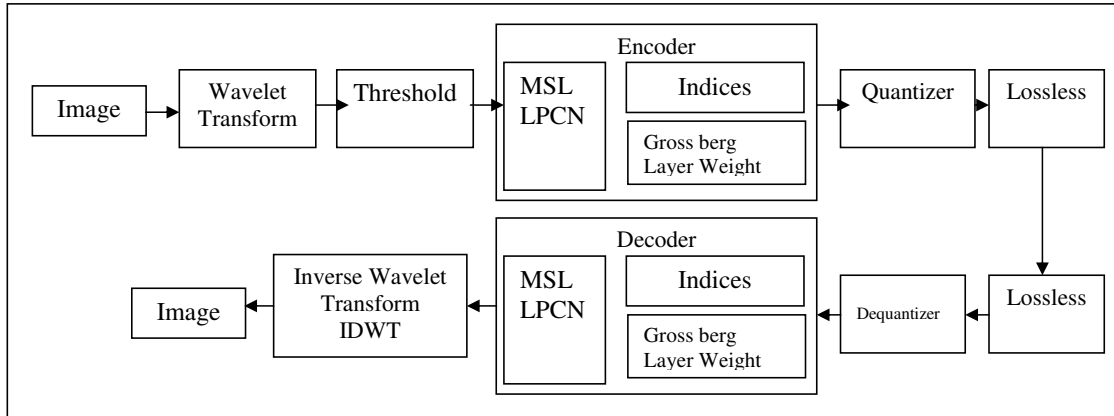 Image
Wavelet
Transform
Threshold
Encoder
MSL
LPCN
Indices
Gross berg
Layer Weight
Quantizer
Lossless
Lossless
Dequantizer
Decoder
MSL
LPCN
Indices
Gross berg
Layer Weight
Inverse Wavelet
Transform
IDWT
Image